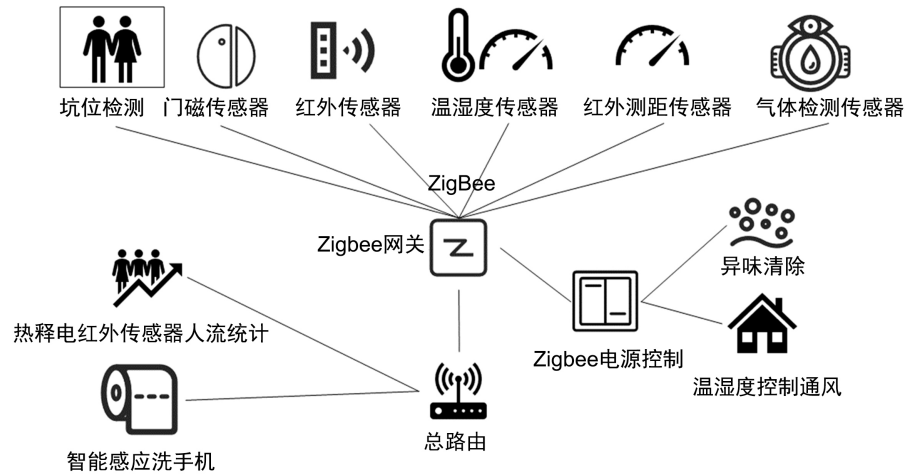 坑位检测
门磁传感器
红外传感器
温湿度传感器
红外测距传感器
气体检测传感器
ZigBee
Zigbee网关
异味清除
热释电红外传感器人流统计
Zigbee电源控制
温湿度控制通风
总路由
智能感应洗手机